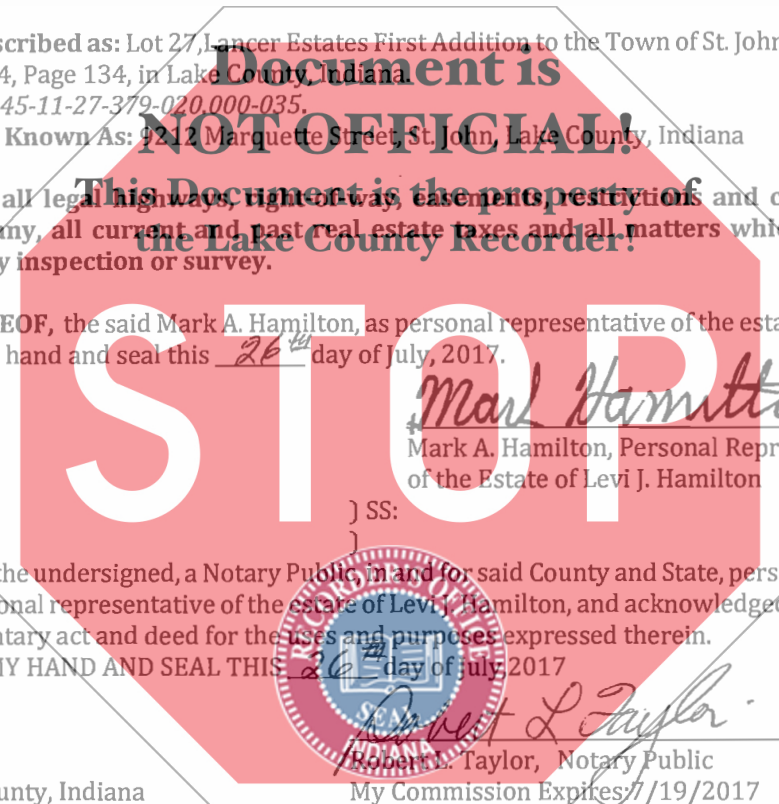 scribed as: Lot 27, Lancer Estates First Addition to the Town of St. John
Document is
4, Page 134, in Lake County, Indiana.
45-11-27-379-020.000-035.
NOT OFFICIAL!
Known As: 9212 Marquette Street, St. John, Lake County, Indiana
This Document is the property of
all legal highways, right-of-way, easements, restrictions and c
the Lake County Recorder!
ny, all current and past real estate taxes and all matters whi
y inspection or survey.
EOF, the said Mark A. Hamilton, as personal representative of the esta
hand and seal this 26th day of July, 2017.
STOP
Mark Hamilto
Mark A. Hamilton, Personal Repr
of the Estate of Levi J. Hamilton
) SS:
)
the undersigned, a Notary Public, in and for said County and State, pers
onal representative of the estate of Levi J. Hamilton, and acknowledged
ntary act and deed for the uses and purposes expressed therein.
MY HAND AND SEAL THIS 26th day of july, 2017
RECORDER'S OFFICE
SEAL
INDIANA
Robert L Taylor
Robert L. Taylor, Notary Public
unty, Indiana
My Commission Expires:7/19/2017